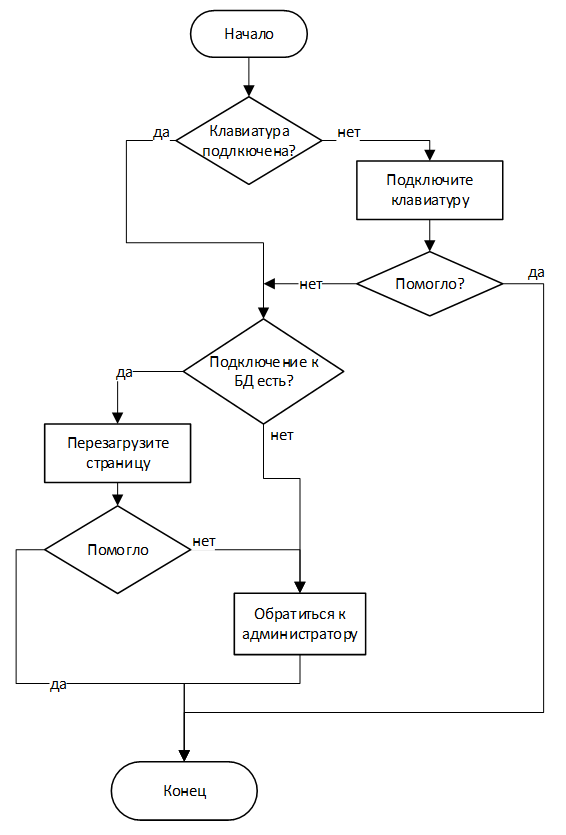 Начало
Клавиатура
подлкючена?
да
нет
Подключите
клавиатуру
Помогло?
нет
да
Подключение к
БД есть?
да
нет
Перезагрузите
страницу
Помогло
нет
Обратиться к
администратору
да
Конец